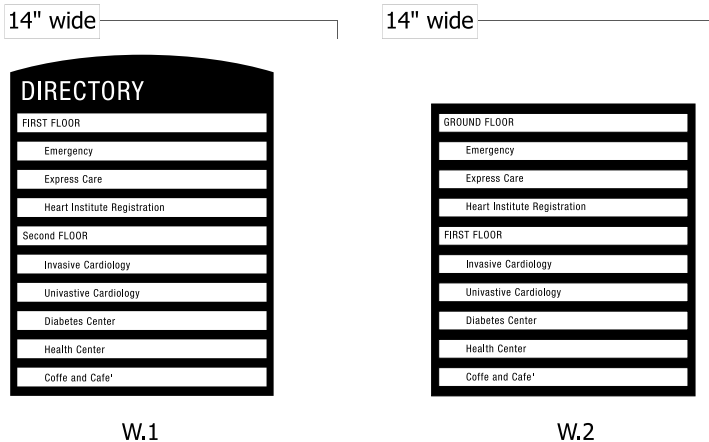 14" wide
DIRECTORY
FIRST FLOOR
Emergency
Express Care
Heart Institute Registration
Second FLOOR
Invasive Cardiology
Univastive Cardiology
Diabetes Center
Health Center
Coffe and Cafe'
W.1
14" wide
GROUND FLOOR
Emergency
Express Care
Heart Institute Registration
FIRST FLOOR
Invasive Cardiology
Univastive Cardiology
Diabetes Center
Health Center
Coffe and Cafe'
W.2